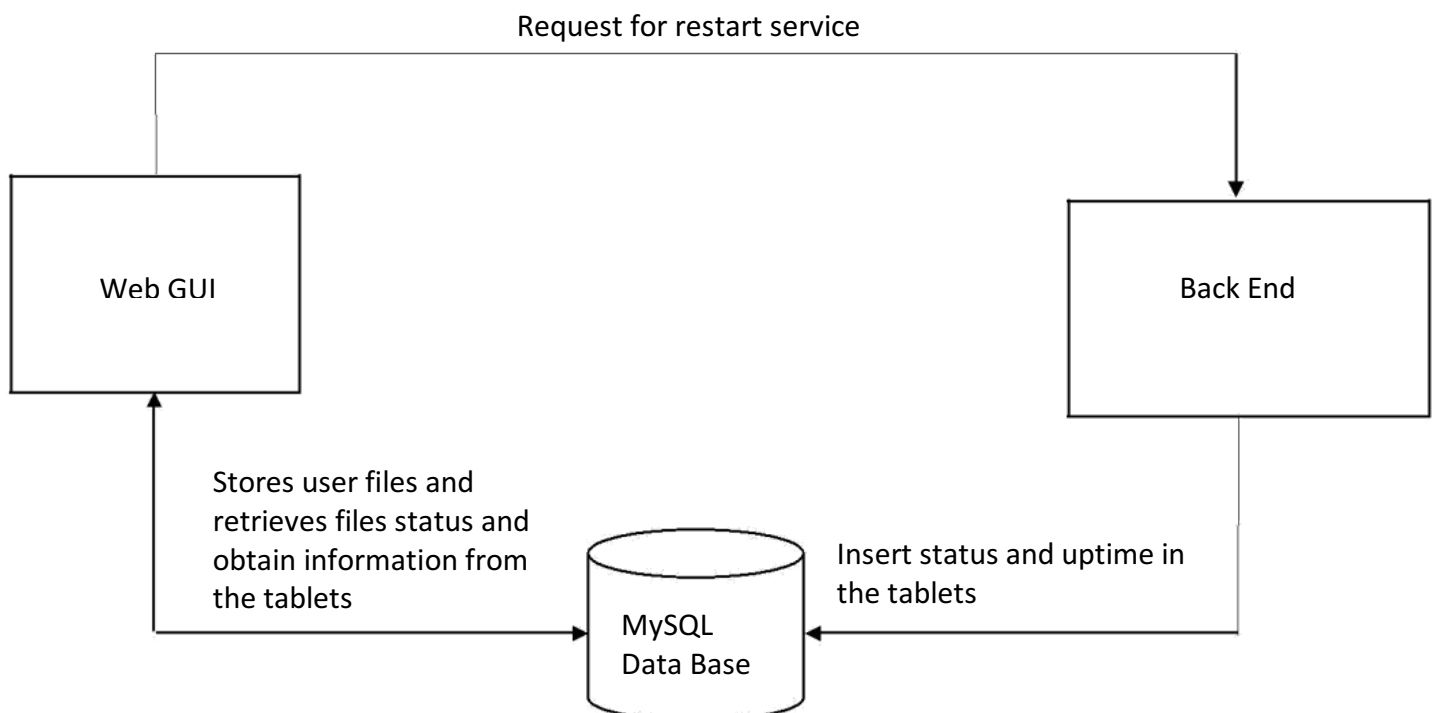 Request for restart service
Web GUI
Back End
Stores user files and
retrieves files status and
obtain information from
the tablets
Insert status and uptime in
the tablets
MySQL
Data Base